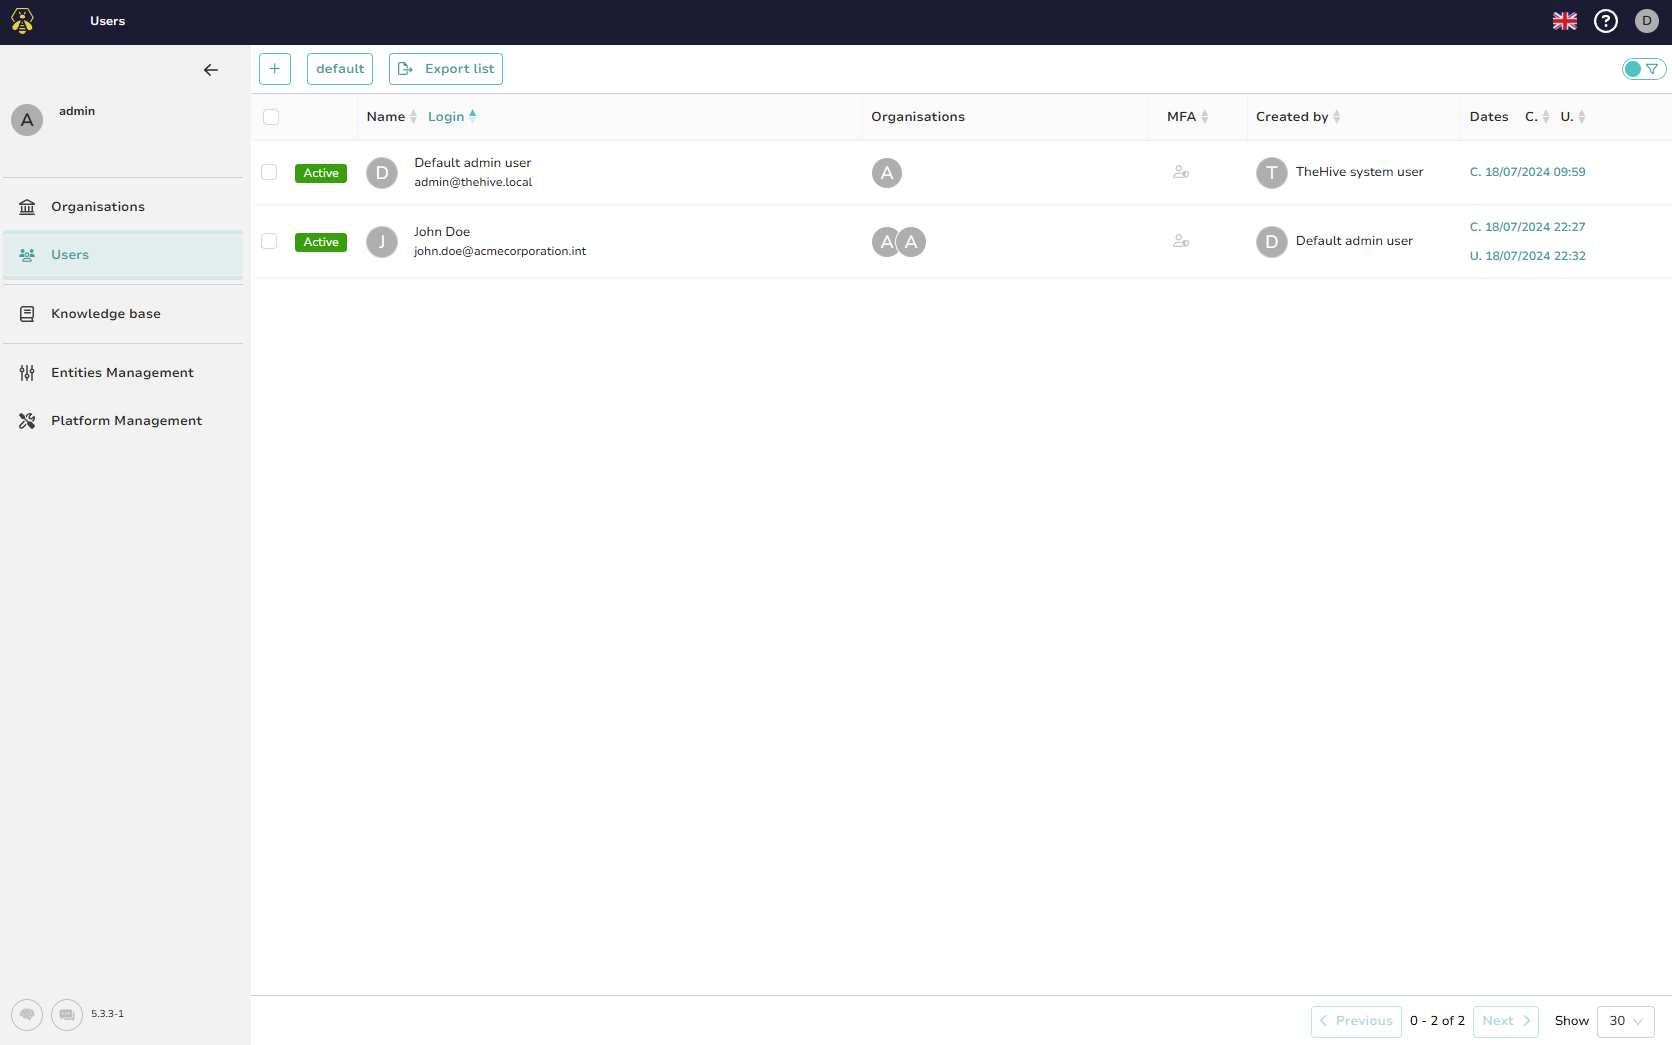 Users
?
D
A
admin
Organisations
Users
Knowledge base
Entities Management
Platform Management
5.3.3-1
+
default
Export list
Name
Login
Organisations
MFA
Created by
Dates
C.
U.
Active
D
Default admin user
admin@thehive.local
A
T
TheHive system user
C. 18/07/2024 09:59
Active
J
John Doe
john.doe@acmecorporation.int
A
A
D
Default admin user
C. 18/07/2024 22:27
U. 18/07/2024 22:32
Previous
0 - 2 of 2
Next
Show
30